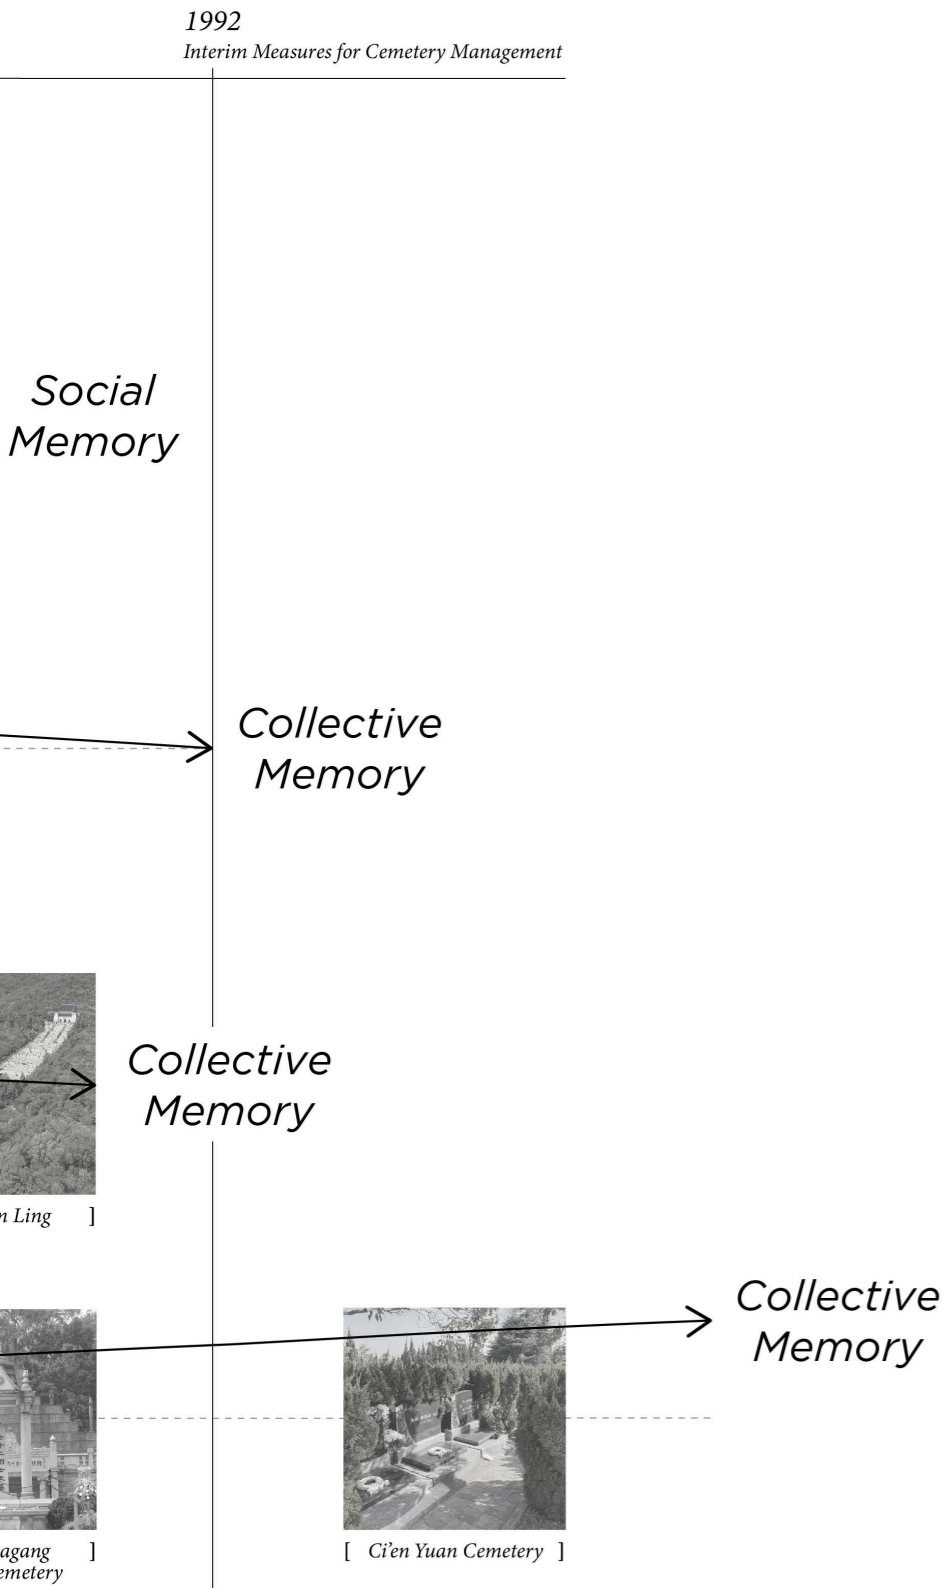 1992
Interim Measures for Cemetery Management
Social
Memory
Collective
Memory
Collective
Memory
n Ling ]
Collective
Memory
agang ]
emetery
[ Ci'en Yuan Cemetery ]